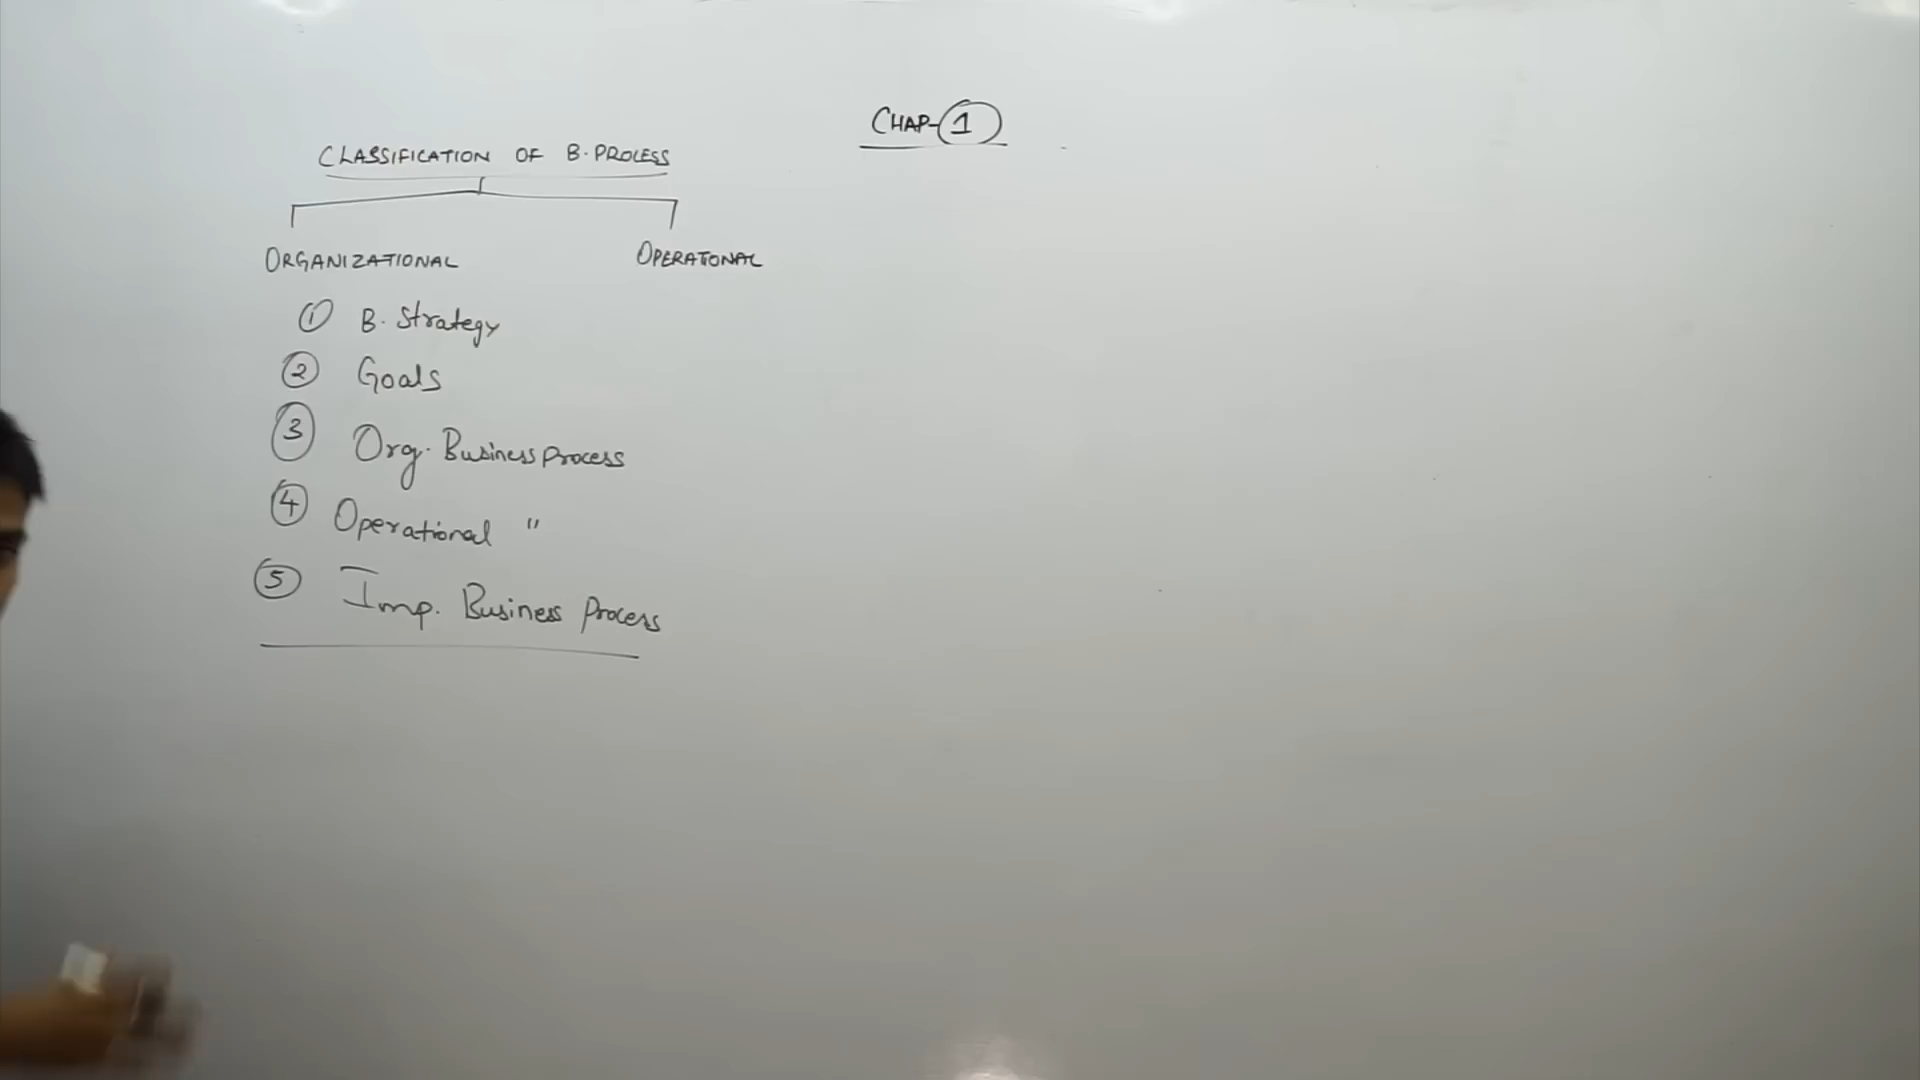 CHAP-1
CLASSIFICATION OF B. PROCESS
ORGANIZATIONAL OPERATONAL
1 B. Strategy
2 Goals
3 Org. Business process
4 Operational "
5 Imp. Business Process